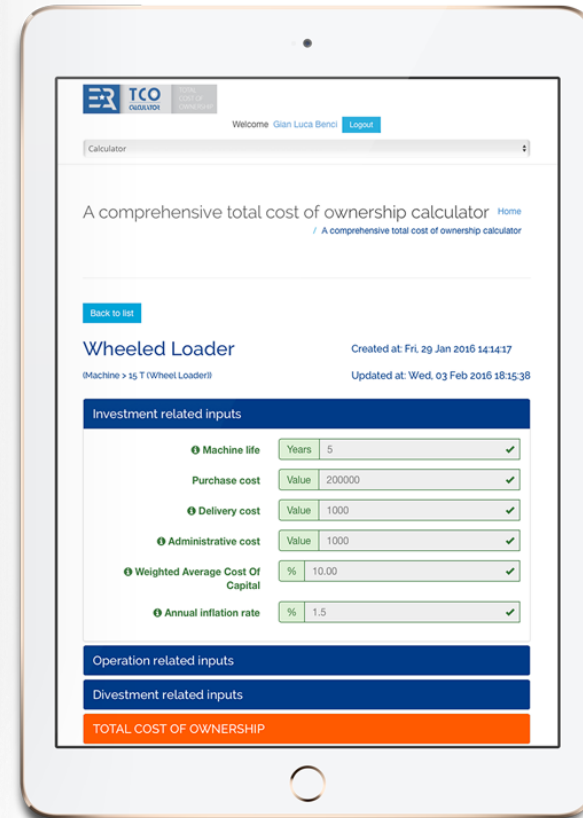 ER TCO TOTAL
CALCULATOR COST OF
OWNERSHIP
Welcome Gian Luca Benci Logout
Calculator
A comprehensive total cost of ownership calculator Home
/ A comprehensive total cost of ownership calculator
Back to list
Wheeled Loader Created at: Fri, 29 Jan 2016 14:14:17
(Machine > 15 T (Wheel Loader)) Updated at: Wed, 03 Feb 2016 18:15:38
Investment related inputs
Machine life Years 5
Purchase cost Value 200000
Delivery cost Value 1000
Administrative cost Value 1000
Weighted Average Cost Of
Capital % 10.00
Annual inflation rate % 1.5
Operation related inputs
Divestment related inputs
TOTAL COST OF OWNERSHIP